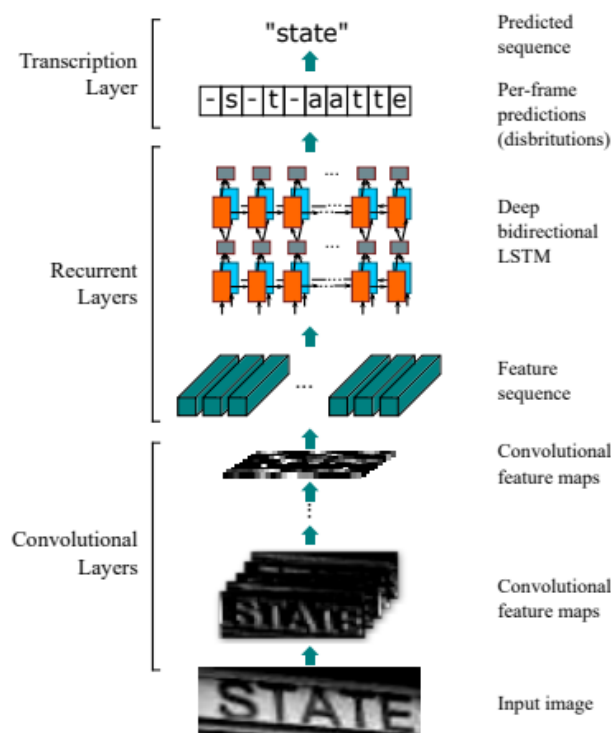 "state"
Predicted
sequence
Transcription
Layer
-s-t-aatte
Per-frame
predictions
(disbritutions)
...
Deep
bidirectional
LSTM
Recurrent
Layers
...
Feature
sequence
Convolutional
feature maps
Convolutional
Layers
STATE
Convolutional
feature maps
STATE
Input image